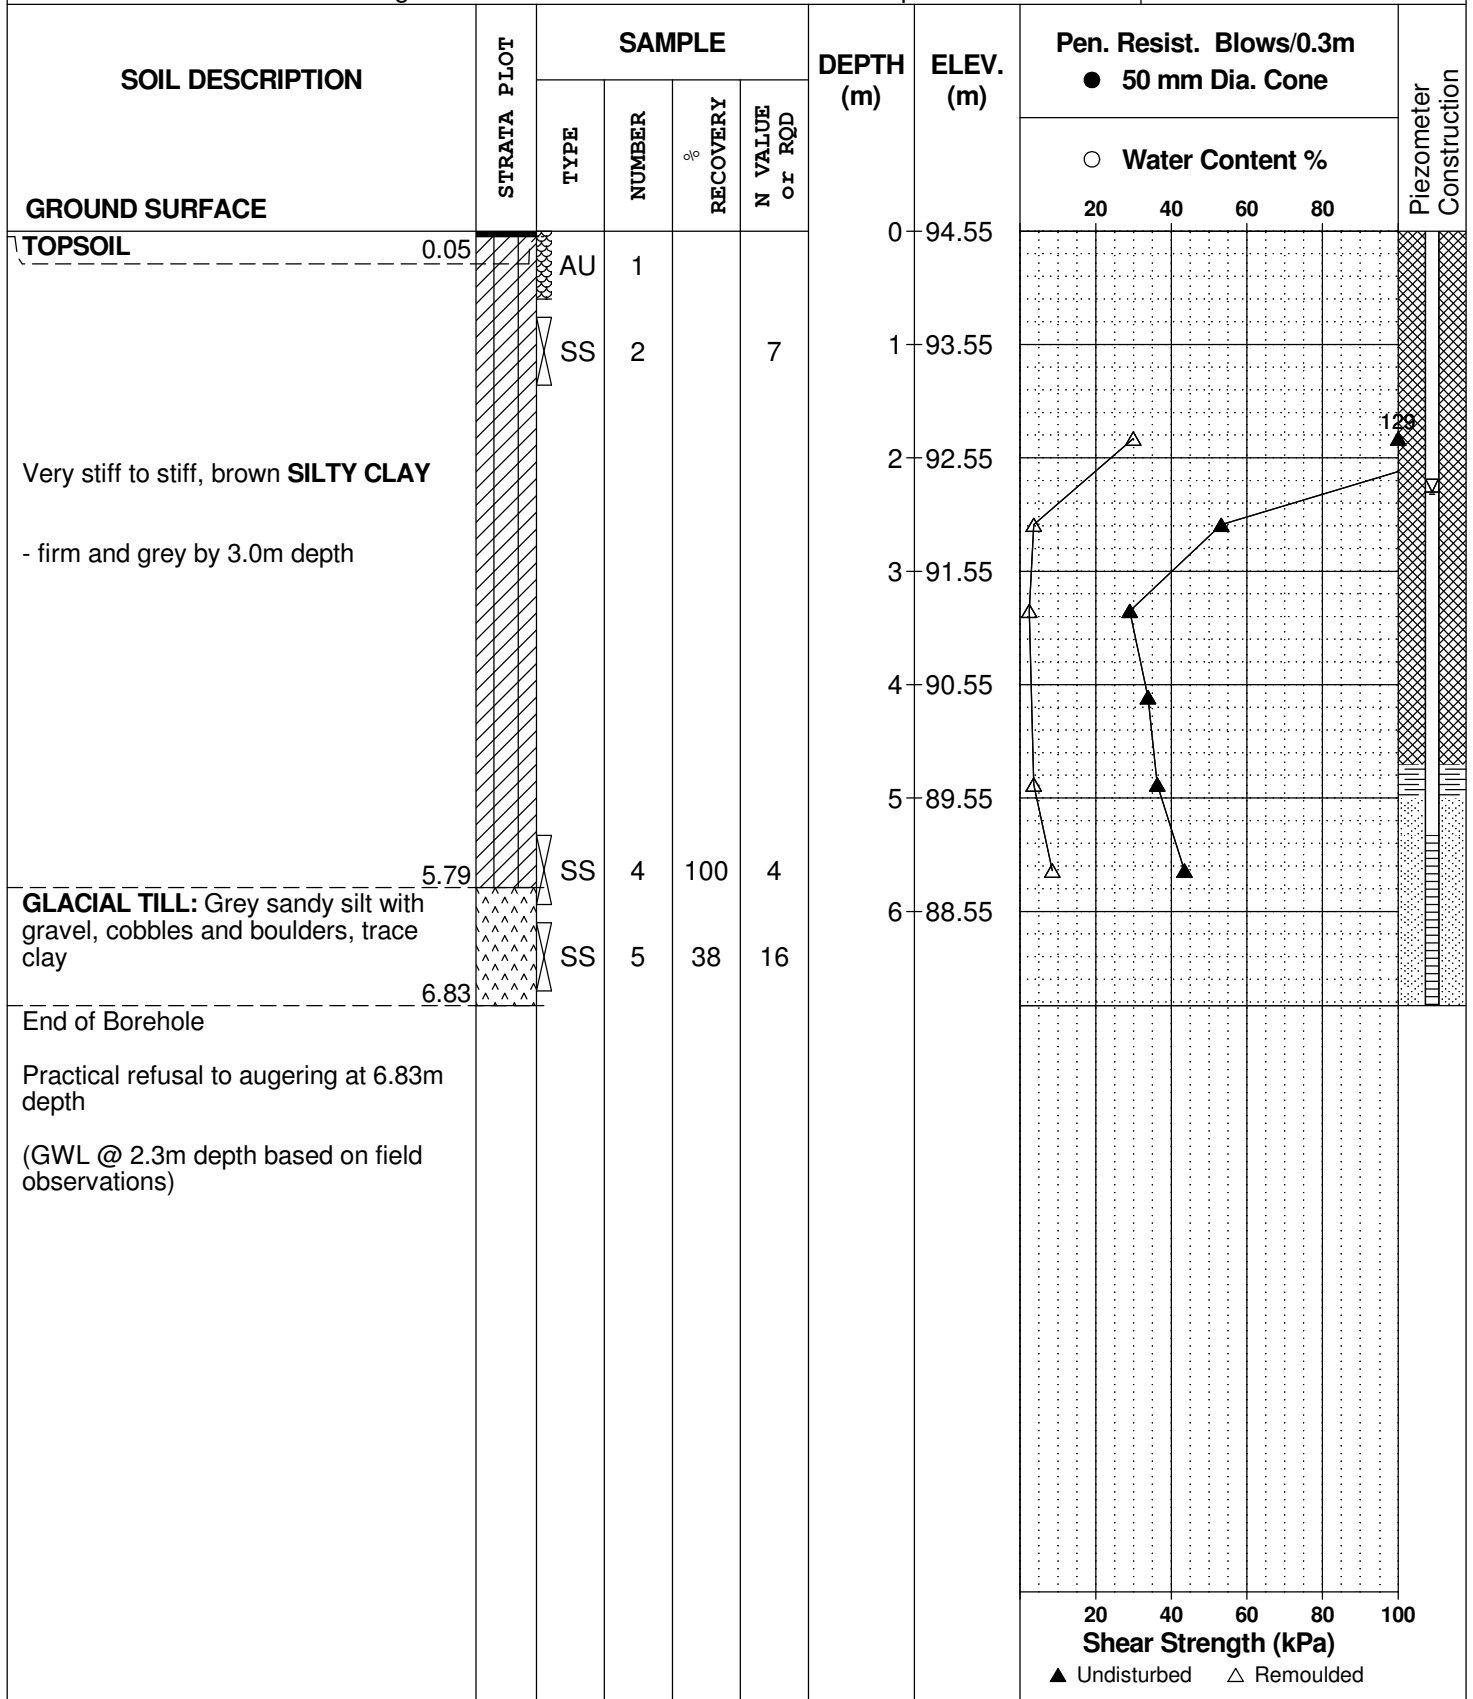 SOIL DESCRIPTION
GROUND SURFACE
STRATA PLOT
SAMPLE
TYPE
NUMBER
%
RECOVERY
N VALUE
or RQD
DEPTH
(m)
ELEV.
(m)
Pen. Resist. Blows/0.3m
● 50 mm Dia. Cone
○ Water Content %
20 40 60 80
Piezometer
Construction
TOPSOIL 0.05
AU 1
0 94.55
SS 2 7
1 93.55
129
2 92.55
Very stiff to stiff, brown SILTY CLAY
- firm and grey by 3.0m depth
3 91.55
4 90.55
5 89.55
5.79
SS 4 100 4
GLACIAL TILL: Grey sandy silt with
gravel, cobbles and boulders, trace
clay
6 88.55
SS 5 38 16
6.83
End of Borehole
Practical refusal to augering at 6.83m
depth
(GWL @ 2.3m depth based on field
observations)
20 40 60 80 100
Shear Strength (kPa)
▲ Undisturbed △ Remoulded